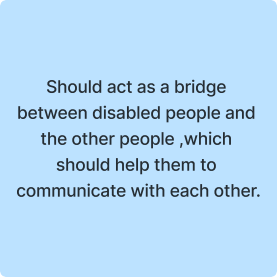 Should act as a bridge
between disabled people and
the other people ,which
should help them to
communicate with each other.